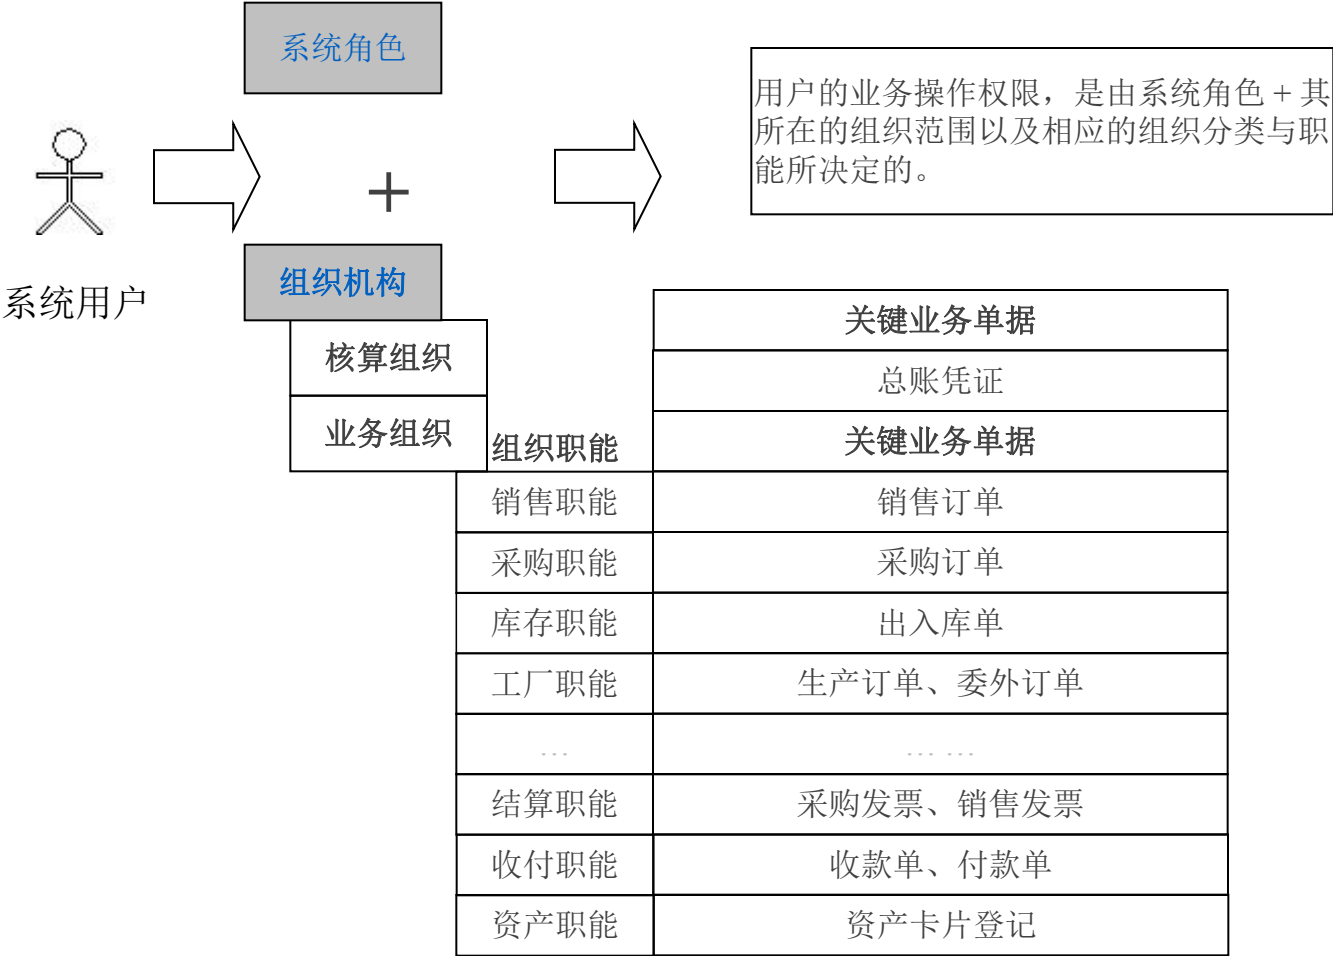 系统角色
用户的业务操作权限，是由系统角色+其
所在的组织范围以及相应的组织分类与职
能所决定的。
+
系统用户
组织机构
关键业务单据
核算组织
总账凭证
业务组织
组织职能
关键业务单据
销售职能
销售订单
采购职能
采购订单
库存职能
出入库单
工厂职能
生产订单、委外订单
...
... ...
结算职能
采购发票、销售发票
收付职能
收款单、付款单
资产职能
资产卡片登记